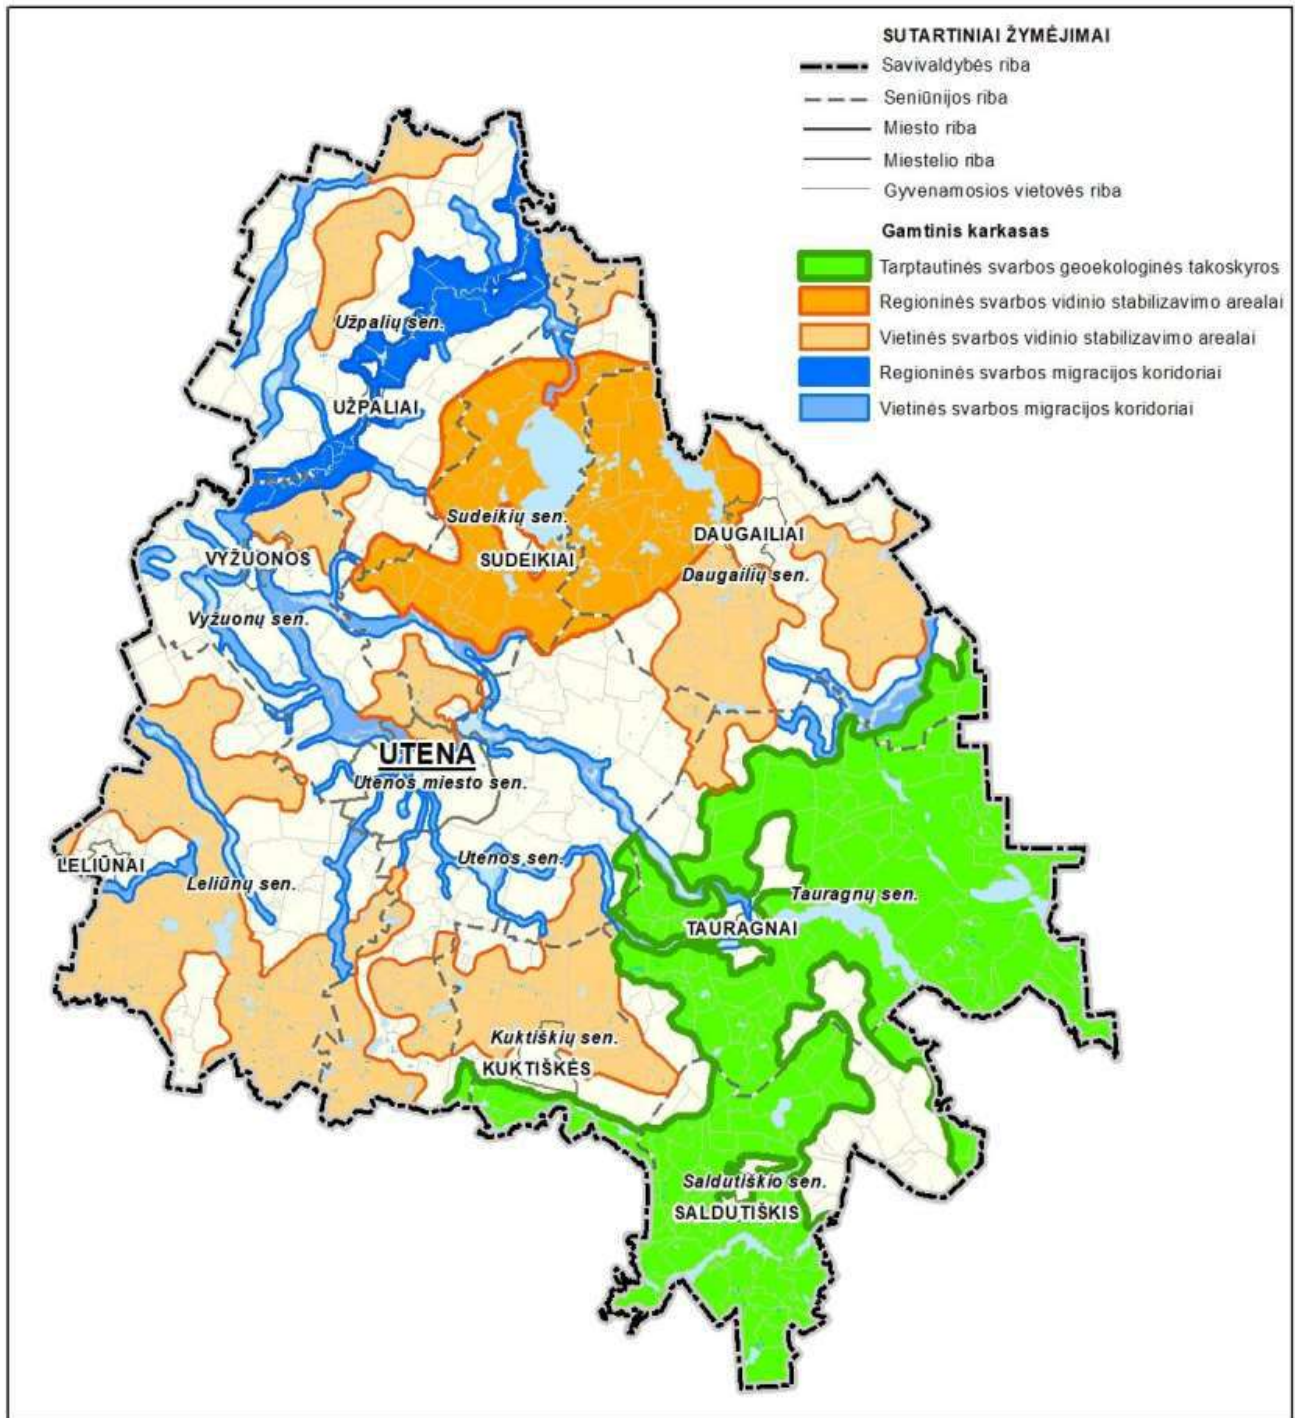 SUTARTINIAI ŽYMĖJIMAI
Savivaldybės riba
Seniūnijos riba
Miesto riba
Miestelio riba
Gyvenamosios vietovės riba
Gamtinis karkasas
Tarptautinės svarbos geoekologinės takoskyros
Regioninės svarbos vidinio stabilizavimo arealai
Vietinės svarbos vidinio stabilizavimo arealai
Regioninės svarbos migracijos koridoriai
Vietinės svarbos migracijos koridoriai
Užpalių sen.
UŽPALIAI
Sudeikių sen.
SUDEIKIAI
DAUGAILIAI
Daugailių sen.
VYŽUONOS
Vyžuonų sen.
UTENA
Utenos miesto sen.
Utenos sen.
LELIŪNAI
Leliūnų sen.
Tauragnų sen.
TAURAGNAI
Kuktiškių sen.
KUKTIŠKĖS
Saldutiškio sen.
SALDUTIŠKIS